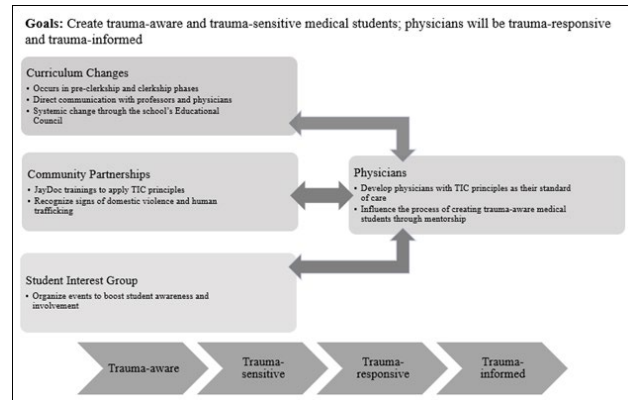 Goals: Create trauma-aware and trauma-sensitive medical students; physicians will be trauma-responsive
and trauma-informed
Curriculum Changes
• Occurs in pre-clerkship and clerkship phases
• Direct communication with professors and physicians
• Systemic change through the school's Educational
Council
Community Partnerships
• JayDoc trainings to apply TIC principles
• Recognize signs of domestic violence and human
trafficking
Physicians
• Develop physicians with TIC principles as their standard
of care
• Influence the process of creating trauma-aware medical
students through mentorship
Student Interest Group
• Organize events to boost student awareness and
involvement
Trauma-aware
Trauma-
sensitive
Trauma-
responsive
Trauma-
informed